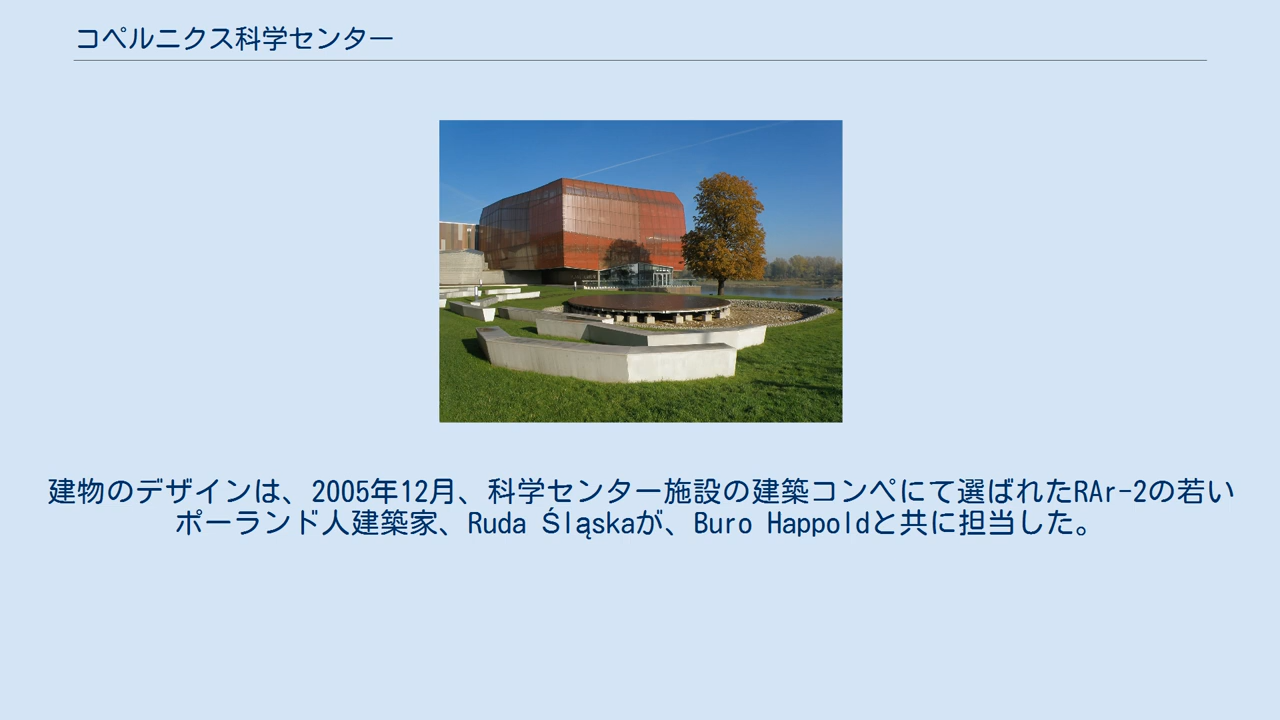 コペルニクス科学センター
建物のデザインは、2005年12月、科学センター施設の建築コンペにて選ばれたRAr-2の若い
ポーランド人建築家、Ruda Śląskaが、Buro Happoldと共に担当した。